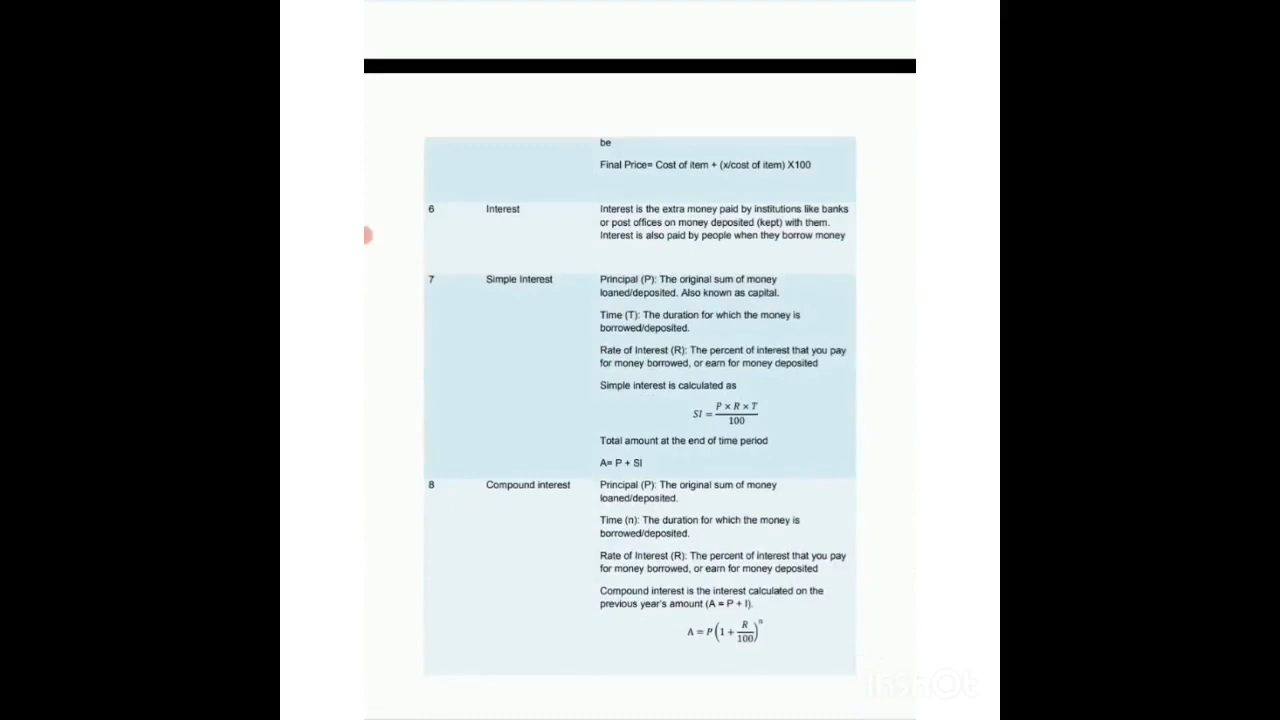 be
Final Price= Cost of item + (x/cost of item) X100
6 Interest Interest is the extra money paid by institutions like banks
or post offices on money deposited (kept) with them.
Interest is also paid by people when they borrow money
7 Simple Interest Principal (P): The original sum of money
loaned/deposited. Also known as capital.
Time (T): The duration for which the money is
borrowed/deposited.
Rate of Interest (R): The percent of interest that you pay
for money borrowed, or earn for money deposited
Simple interest is calculated as
SI = P × R × T / 100
Total amount at the end of time period
A= P + SI
8 Compound interest Principal (P): The original sum of money
loaned/deposited.
Time (n): The duration for which the money is
borrowed/deposited.
Rate of Interest (R): The percent of interest that you pay
for money borrowed, or earn for money deposited
Compound interest is the interest calculated on the
previous year's amount (A = P + I).
A = P(1 + R/100)^n
InShOt